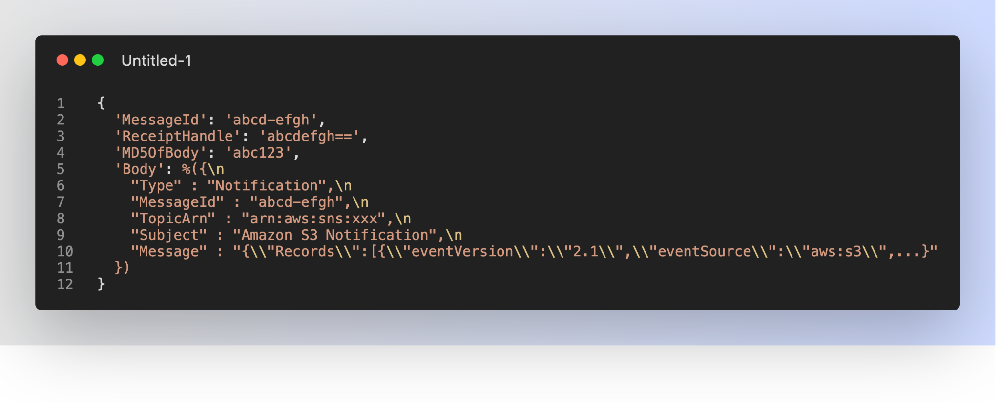 Untitled-1
1 {
2 'MessageId': 'abcd-efgh',
3 'ReceiptHandle': 'abcdefgh==',
4 'MD5OfBody': 'abc123',
5 'Body': %({\n
6 "Type" : "Notification",\n
7 "MessageId" : "abcd-efgh",\n
8 "TopicArn" : "arn:aws:sns:xxx",\n
9 "Subject" : "Amazon S3 Notification",\n
10 "Message" : "{\\"Records\\":[{\\"eventVersion\\":\\"2.1\\",\\"eventSource\\":\\"aws:s3\\",...}"
11 })
12 }